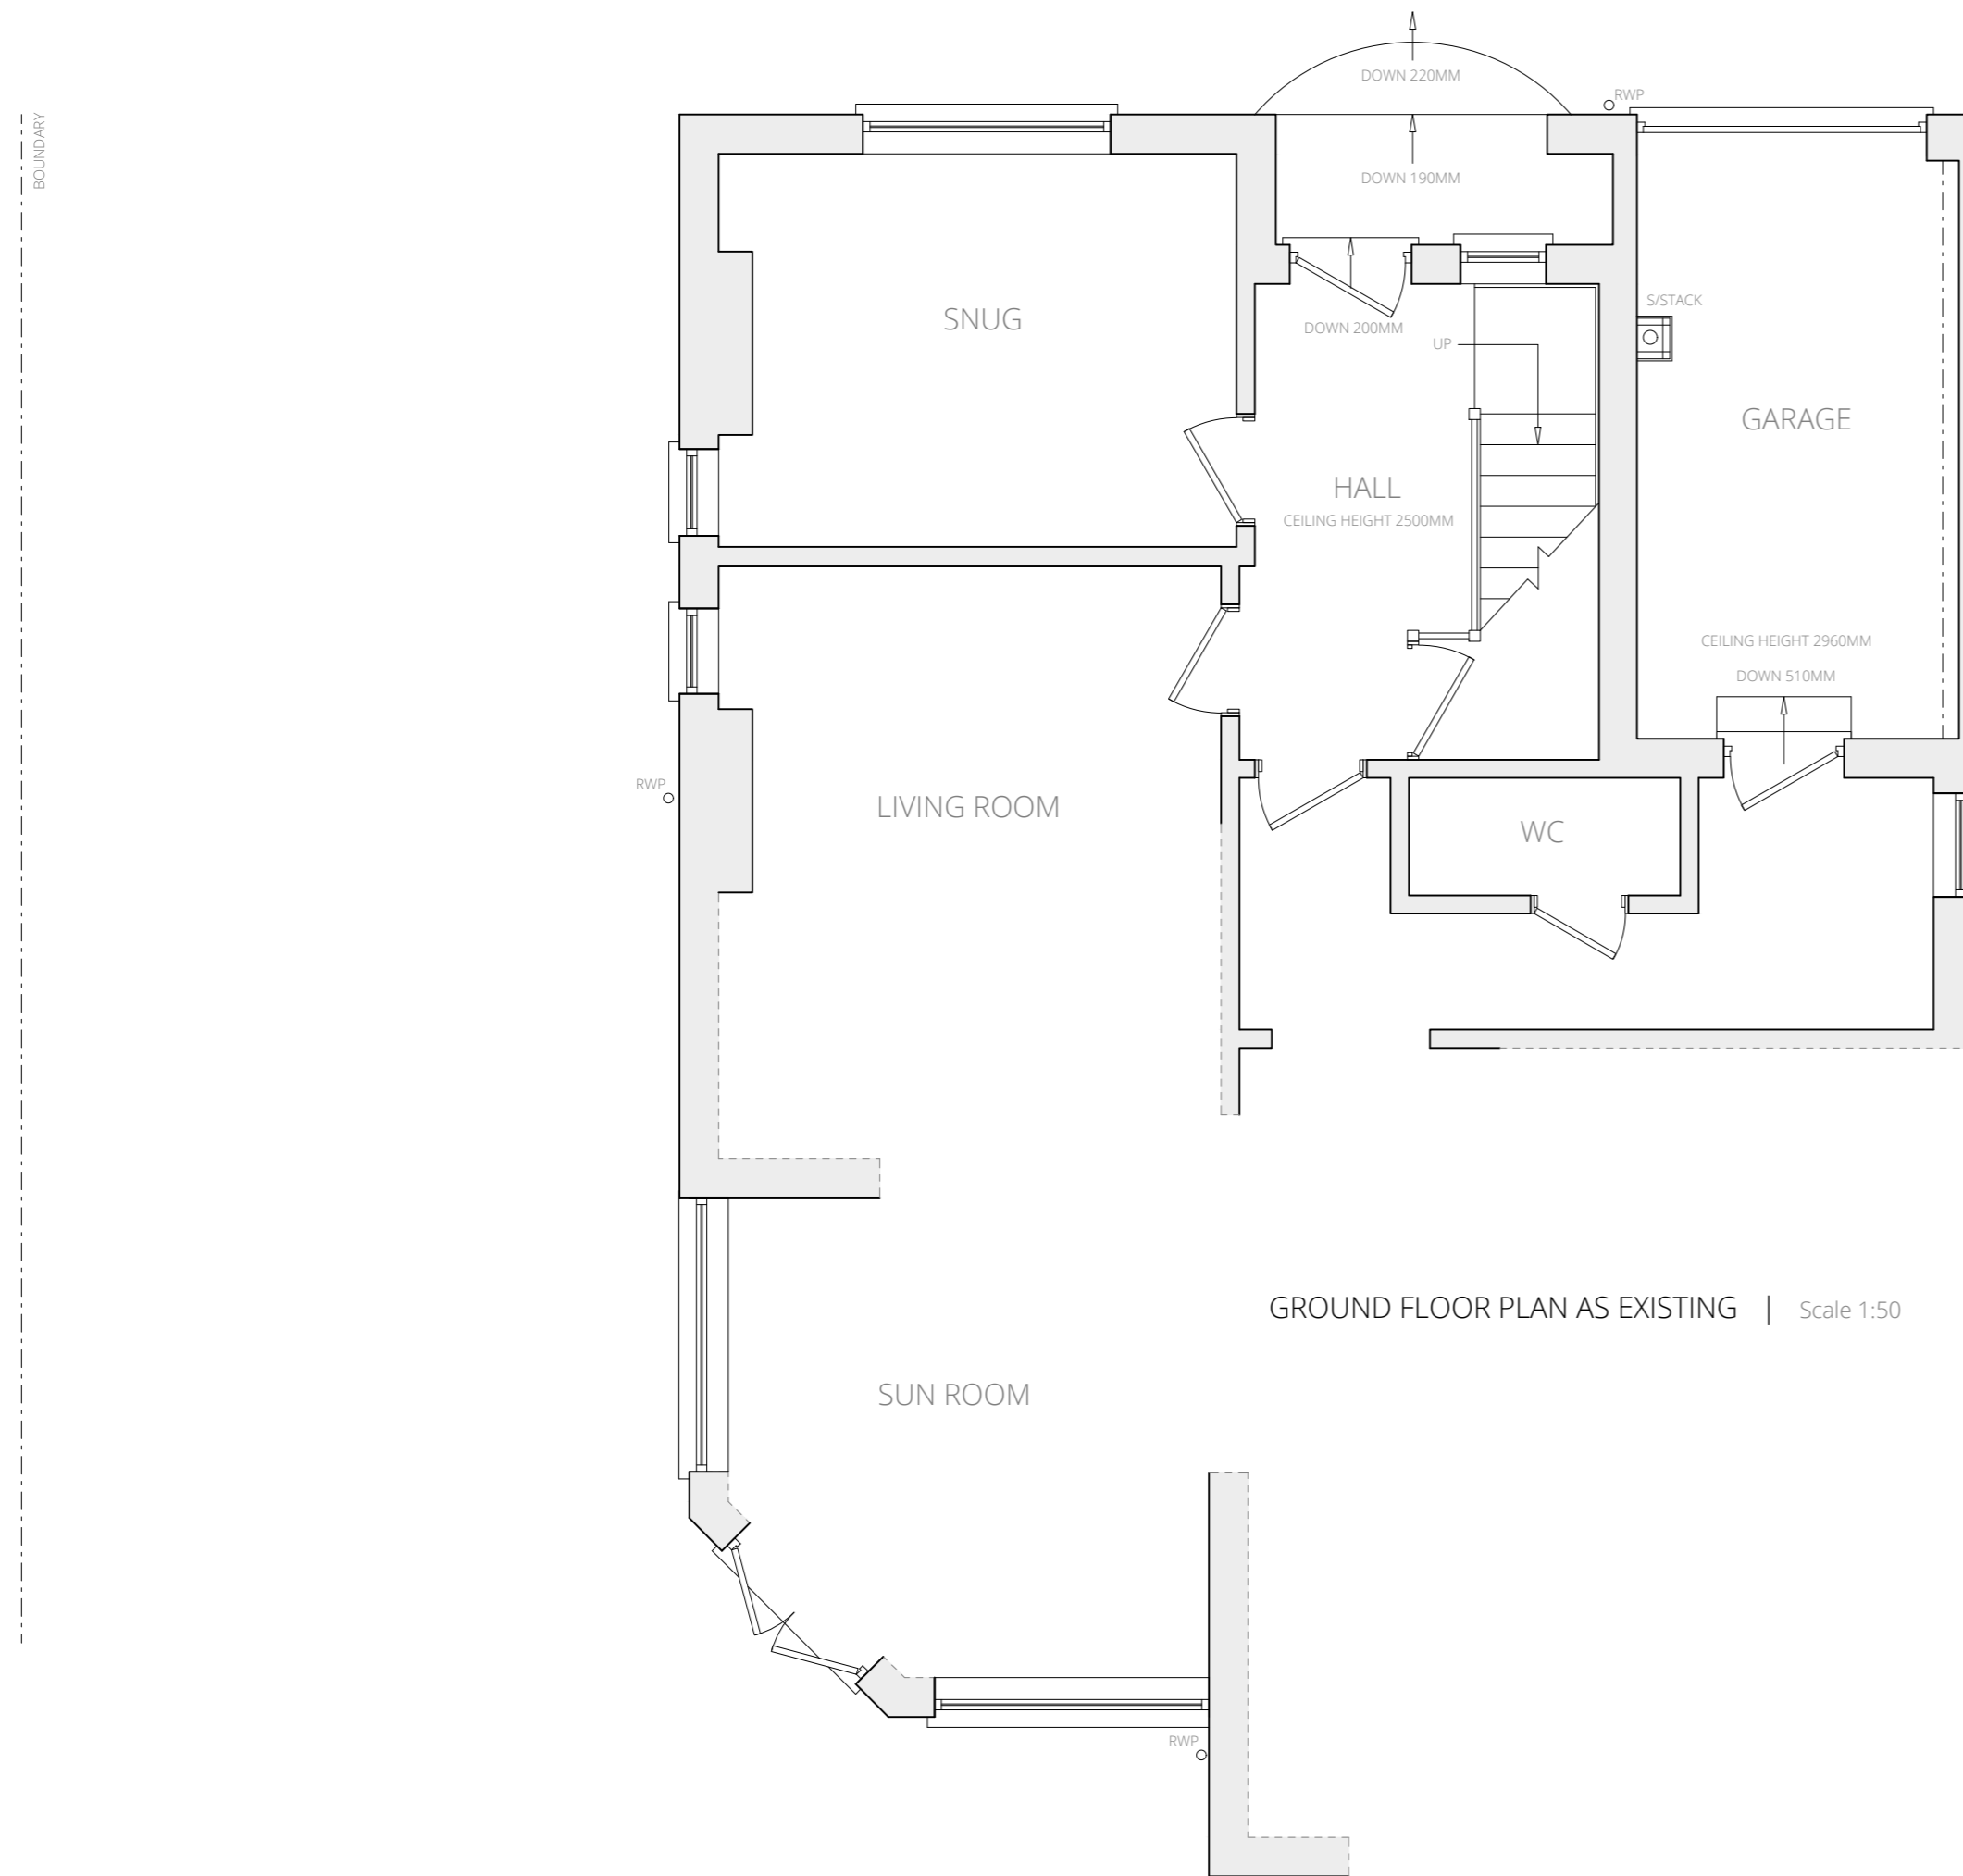 DOWN 220MM
RWP
BOUNDARY
DOWN 190MM
S/STACK
SNUG
DOWN 200MM
UP
GARAGE
HALL
CEILING HEIGHT 2500MM
CEILING HEIGHT 2960MM
DOWN 510MM
RWP
LIVING ROOM
WC
GROUND FLOOR PLAN AS EXISTING | Scale 1:50
SUN ROOM
RWP